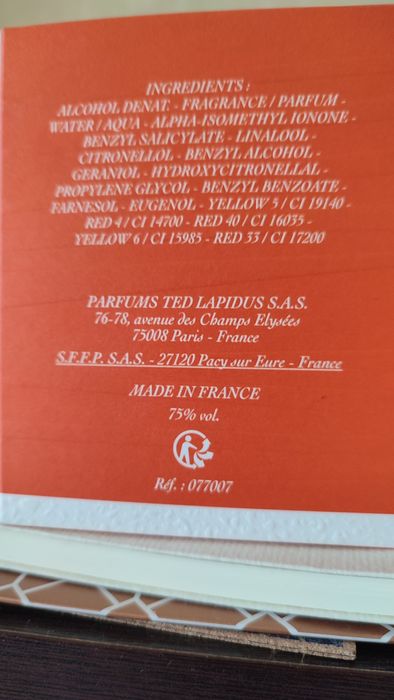 INGREDIENTS :
ALCOHOL DENAT. - FRAGRANCE / PARFUM -
WATER / AQUA - ALPHA-ISOMETHYL IONONE -
BENZYL SALICYLATE - LINALOOL -
CITRONELLOL - BENZYL ALCOHOL -
GERANIOL - HYDROXYCITRONELLAL -
PROPYLENE GLYCOL - BENZYL BENZOATE -
FARNESOL - EUGENOL - YELLOW 5 / CI 19140 -
RED 4 / CI 14700 - RED 40 / CI 16035 -
YELLOW 6 / CI 15985 - RED 33 / CI 17200
PARFUMS TED LAPIDUS S.A.S.
76-78, avenue des Champs Elysées
75008 Paris - France
S.F.F.P. S.A.S. - 27120 Pacy sur Eure - France
MADE IN FRANCE
75% vol.
Réf. : 077007